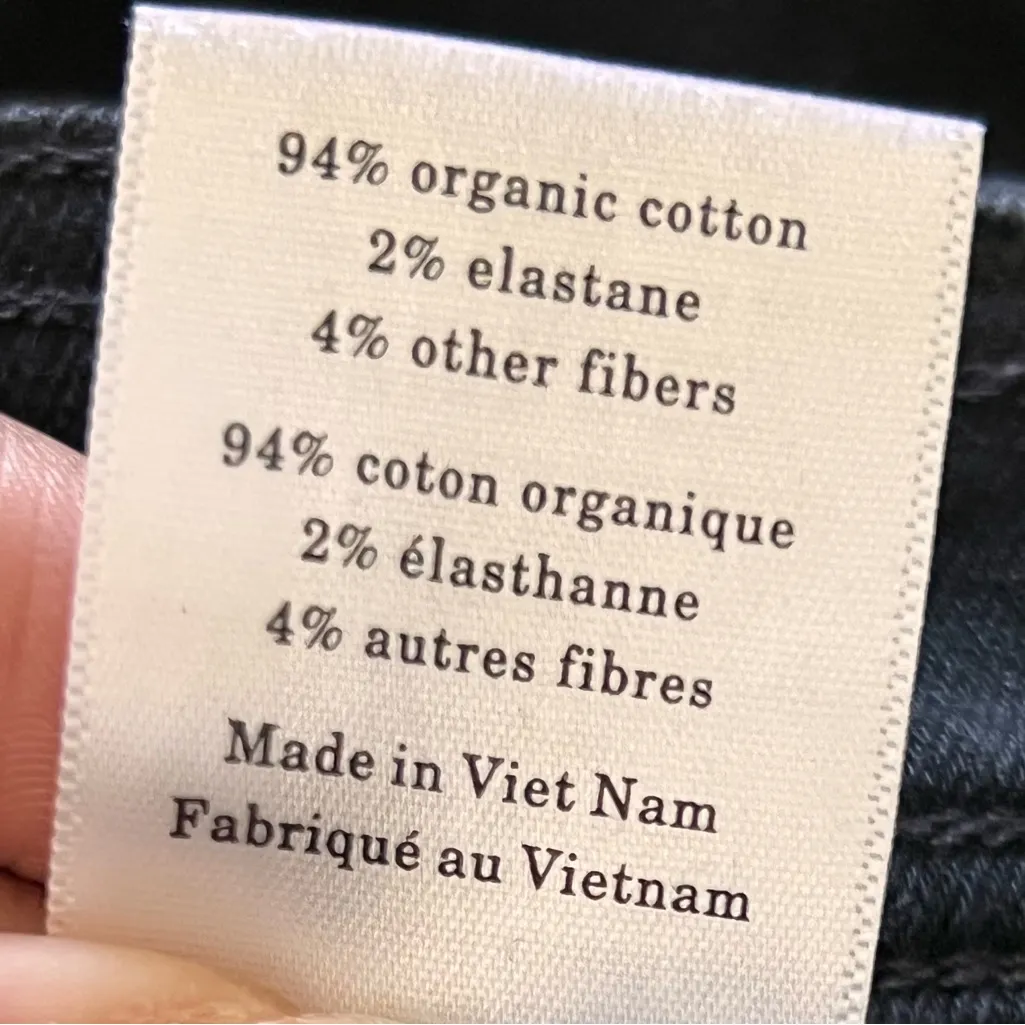 94% organic cotton
2% elastane
4% other fibers
94% coton organique
2% élasthanne
4% autres fibres
Made in Viet Nam
Fabriqué au Vietnam